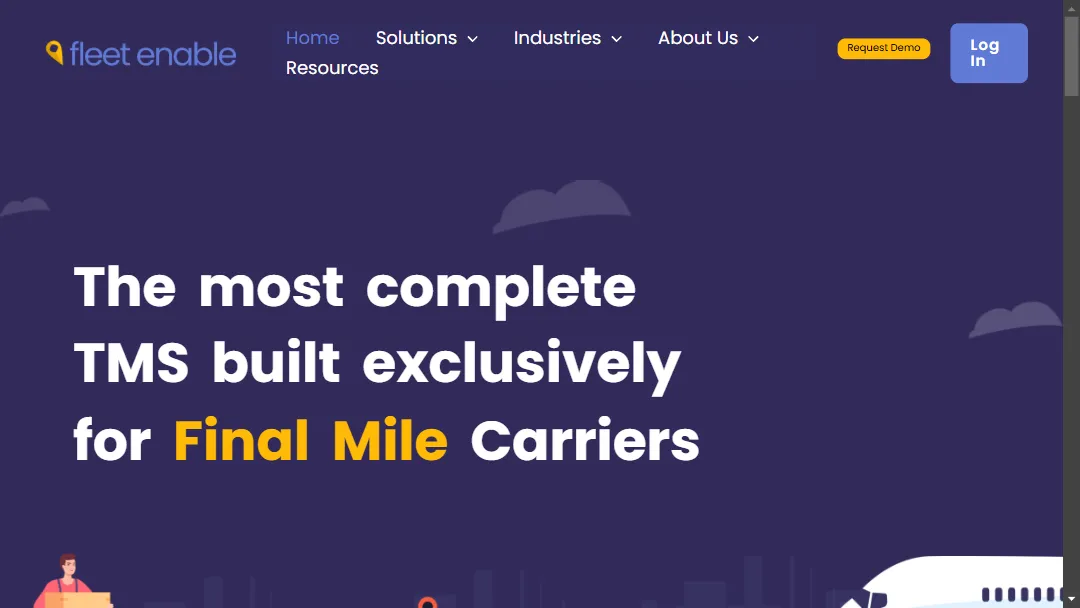 fleet enable
Home Solutions Industries About Us
Resources
Request Demo
Log
In
The most complete
TMS built exclusively
for Final Mile Carriers